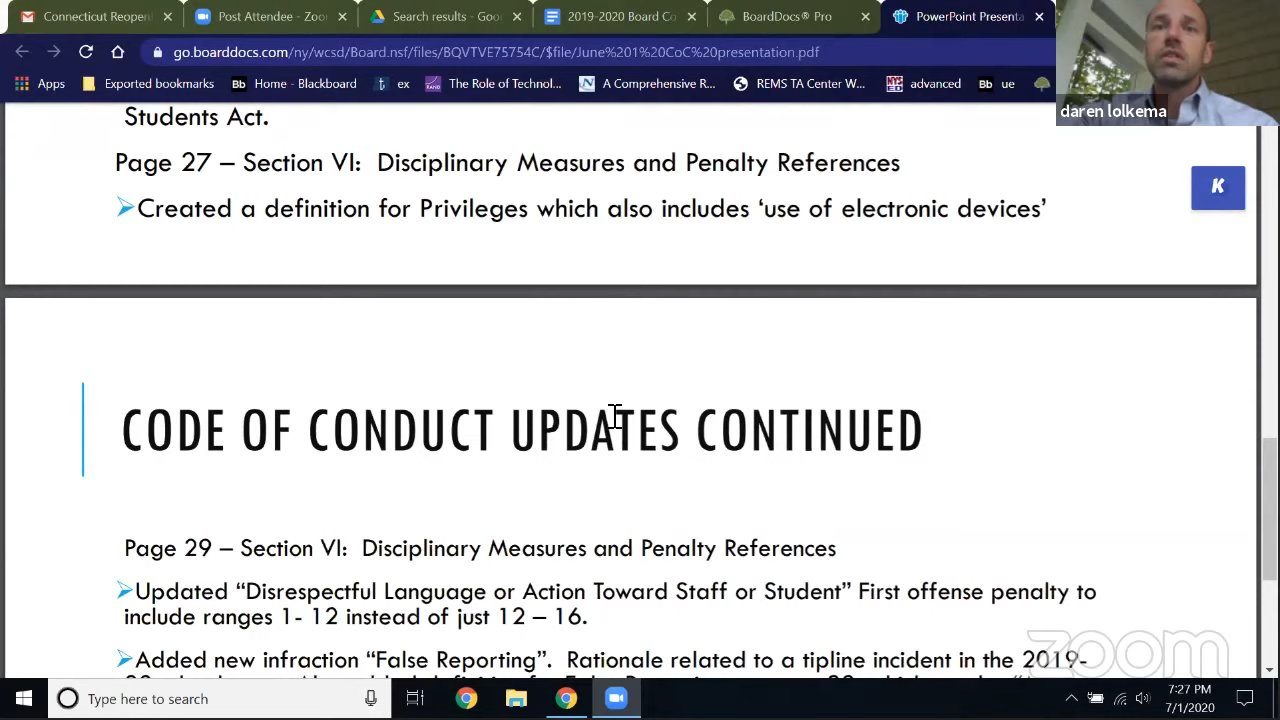 Connecticut Reopen
Post Attendee - Zoo
Search results - Goo
2019-2020 Board Co
BoardDocs® Pro
PowerPoint Presenta
go.boarddocs.com/ny/wcsd/Board.nsf/files/BQVTVE75754C/$file/June%201%20CoC%20presentation.pdf
Apps
Exported bookmarks
Bb Home - Blackboard
ex
RAND The Role of Technol...
A Comprehensive R...
REMS TA Center W...
advanced
Bb ue
daren lolkema
Students Act.
Page 27 – Section VI: Disciplinary Measures and Penalty References
Created a definition for Privileges which also includes ‘use of electronic devices’
K
CODE OF CONDUCT UPDATES CONTINUED
Page 29 – Section VI: Disciplinary Measures and Penalty References
Updated “Disrespectful Language or Action Toward Staff or Student” First offense penalty to
include ranges 1- 12 instead of just 12 – 16.
Added new infraction “False Reporting”. Rationale related to a tipline incident in the 2019-
zoom
Type here to search
7:27 PM
7/1/2020